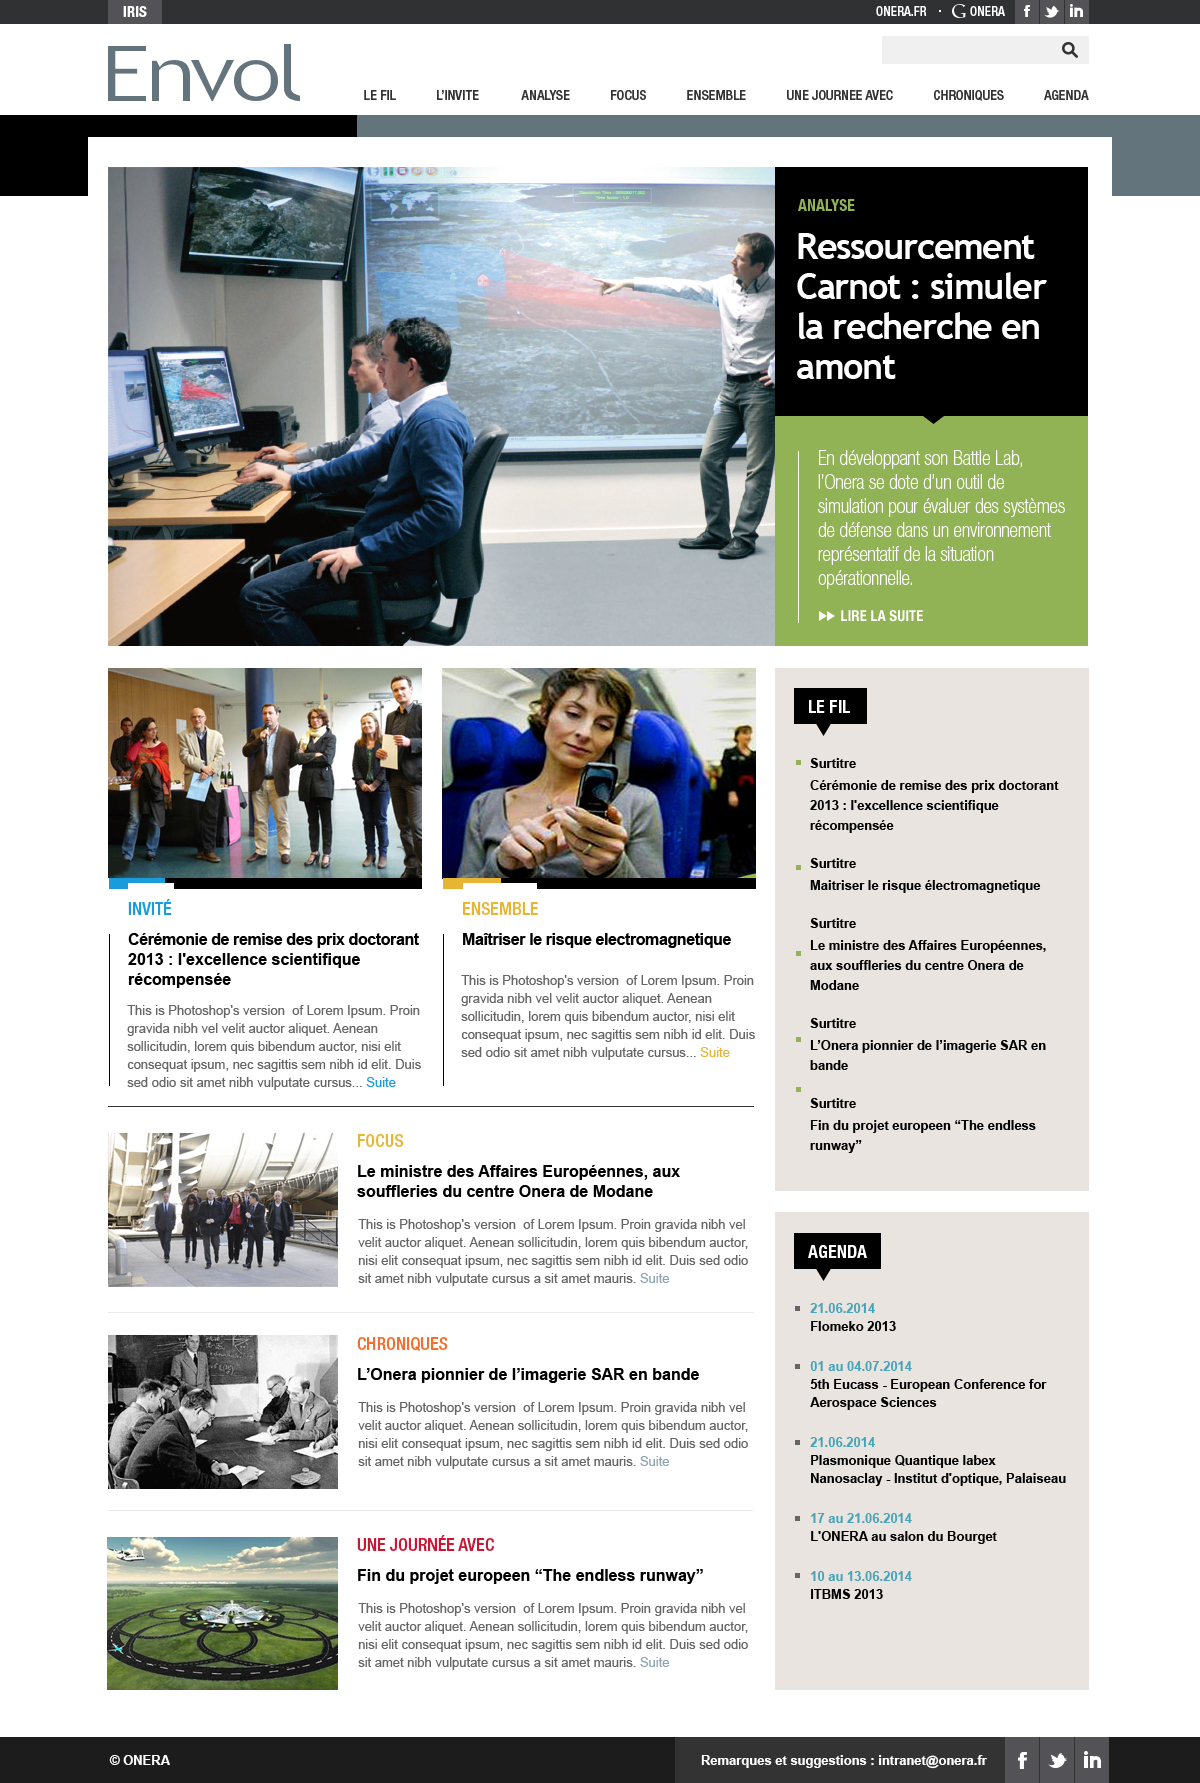 IRIS
ONERA.FR · ONERA
Envol
LE FIL L'INVITE ANALYSE FOCUS ENSEMBLE UNE JOURNEE AVEC CHRONIQUES AGENDA
ANALYSE
Ressourcement
Carnot : simuler
la recherche en
amont
En développant son Battle Lab,
l'Onera se dote d'un outil de
simulation pour évaluer des systèmes
de défense dans un environnement
représentatif de la situation
opérationnelle.
LIRE LA SUITE
INVITÉ
Cérémonie de remise des prix doctorant
2013 : l'excellence scientifique
récompensée
This is Photoshop's version of Lorem Ipsum. Proin
gravida nibh vel velit auctor aliquet. Aenean
sollicitudin, lorem quis bibendum auctor, nisi elit
consequat ipsum, nec sagittis sem nibh id elit. Duis
sed odio sit amet nibh vulputate cursus... Suite
ENSEMBLE
Maîtriser le risque electromagnetique
This is Photoshop's version of Lorem Ipsum. Proin
gravida nibh vel velit auctor aliquet. Aenean
sollicitudin, lorem quis bibendum auctor, nisi elit
consequat ipsum, nec sagittis sem nibh id elit. Duis
sed odio sit amet nibh vulputate cursus... Suite
FOCUS
Le ministre des Affaires Européennes, aux
souffleries du centre Onera de Modane
This is Photoshop's version of Lorem Ipsum. Proin gravida nibh vel
velit auctor aliquet. Aenean sollicitudin, lorem quis bibendum auctor,
nisi elit consequat ipsum, nec sagittis sem nibh id elit. Duis sed odio
sit amet nibh vulputate cursus a sit amet mauris. Suite
CHRONIQUES
L’Onera pionnier de l’imagerie SAR en bande
This is Photoshop's version of Lorem Ipsum. Proin gravida nibh vel
velit auctor aliquet. Aenean sollicitudin, lorem quis bibendum auctor,
nisi elit consequat ipsum, nec sagittis sem nibh id elit. Duis sed odio
sit amet nibh vulputate cursus a sit amet mauris. Suite
UNE JOURNÉE AVEC
Fin du projet europeen “The endless runway”
This is Photoshop's version of Lorem Ipsum. Proin gravida nibh vel
velit auctor aliquet. Aenean sollicitudin, lorem quis bibendum auctor,
nisi elit consequat ipsum, nec sagittis sem nibh id elit. Duis sed odio
sit amet nibh vulputate cursus a sit amet mauris. Suite
LE FIL
Surtitre
Cérémonie de remise des prix doctorant
2013 : l'excellence scientifique
récompensée
Surtitre
Maitriser le risque électromagnetique
Surtitre
Le ministre des Affaires Européennes,
aux souffleries du centre Onera de
Modane
Surtitre
L’Onera pionnier de l’imagerie SAR en
bande
Surtitre
Fin du projet europeen “The endless
runway”
AGENDA
21.06.2014
Flomeko 2013
01 au 04.07.2014
5th Eucass - European Conference for
Aerospace Sciences
21.06.2014
Plasmonique Quantique labex
Nanosaclay - Institut d'optique, Palaiseau
17 au 21.06.2014
L'ONERA au salon du Bourget
10 au 13.06.2014
ITBMS 2013
© ONERA
Remarques et suggestions : intranet@onera.fr